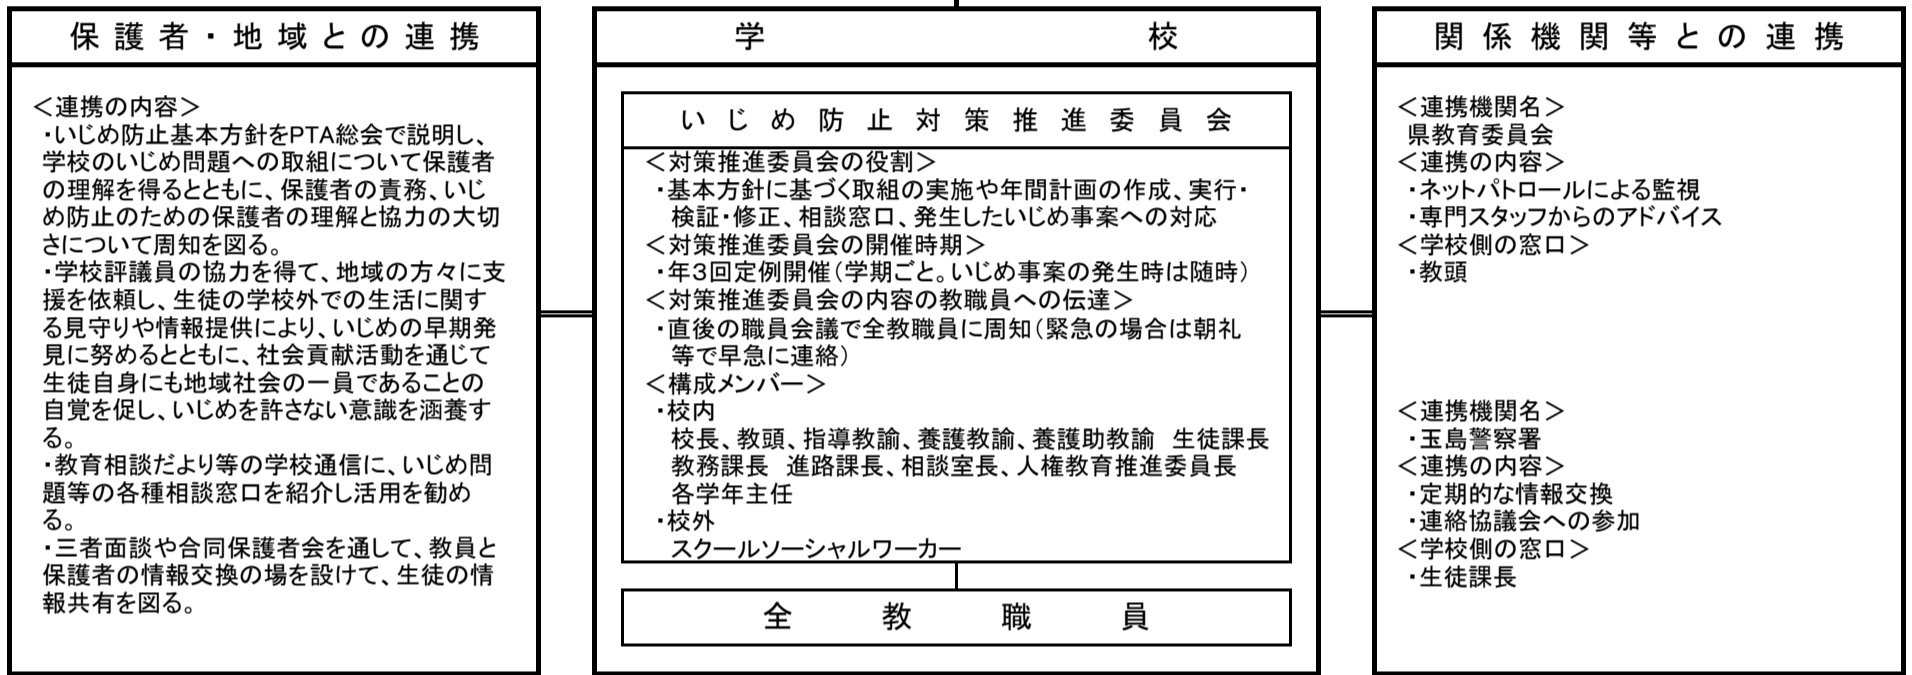 保護者・地域との連携
＜連携の内容＞
・いじめ防止基本方針をPTA総会で説明し、
学校のいじめ問題への取組について保護者
の理解を得るとともに、保護者の責務、いじ
め防止のための保護者の理解と協力の大切
さについて周知を図る。
・学校評議員の協力を得て、地域の方々に支
援を依頼し、生徒の学校外での生活に関す
る見守りや情報提供により、いじめの早期発
見に努めるとともに、社会貢献活動を通じて
生徒自身にも地域社会の一員であることの
自覚を促し、いじめを許さない意識を涵養す
る。
・教育相談だより等の学校通信に、いじめ問
題等の各種相談窓口を紹介し活用を勧め
る。
・三者面談や合同保護者会を通して、教員と
保護者の情報交換の場を設けて、生徒の情
報共有を図る。
学校
いじめ防止対策推進委員会
＜対策推進委員会の役割＞
・基本方針に基づく取組の実施や年間計画の作成、実行・
検証・修正、相談窓口、発生したいじめ事案への対応
＜対策推進委員会の開催時期＞
・年３回定例開催（学期ごと。いじめ事案の発生時は随時）
＜対策推進委員会の内容の教職員への伝達＞
・直後の職員会議で全教職員に周知（緊急の場合は朝礼
等で早急に連絡）
＜構成メンバー＞
・校内
校長、教頭、指導教諭、養護教諭、養護助教諭　生徒課長
教務課長　進路課長、相談室長、人権教育推進委員長
各学年主任
・校外
スクールソーシャルワーカー
全教職員
関係機関等との連携
＜連携機関名＞
県教育委員会
＜連携の内容＞
・ネットパトロールによる監視
・専門スタッフからのアドバイス
＜学校側の窓口＞
・教頭
＜連携機関名＞
・玉島警察署
＜連携の内容＞
・定期的な情報交換
・連絡協議会への参加
＜学校側の窓口＞
・生徒課長